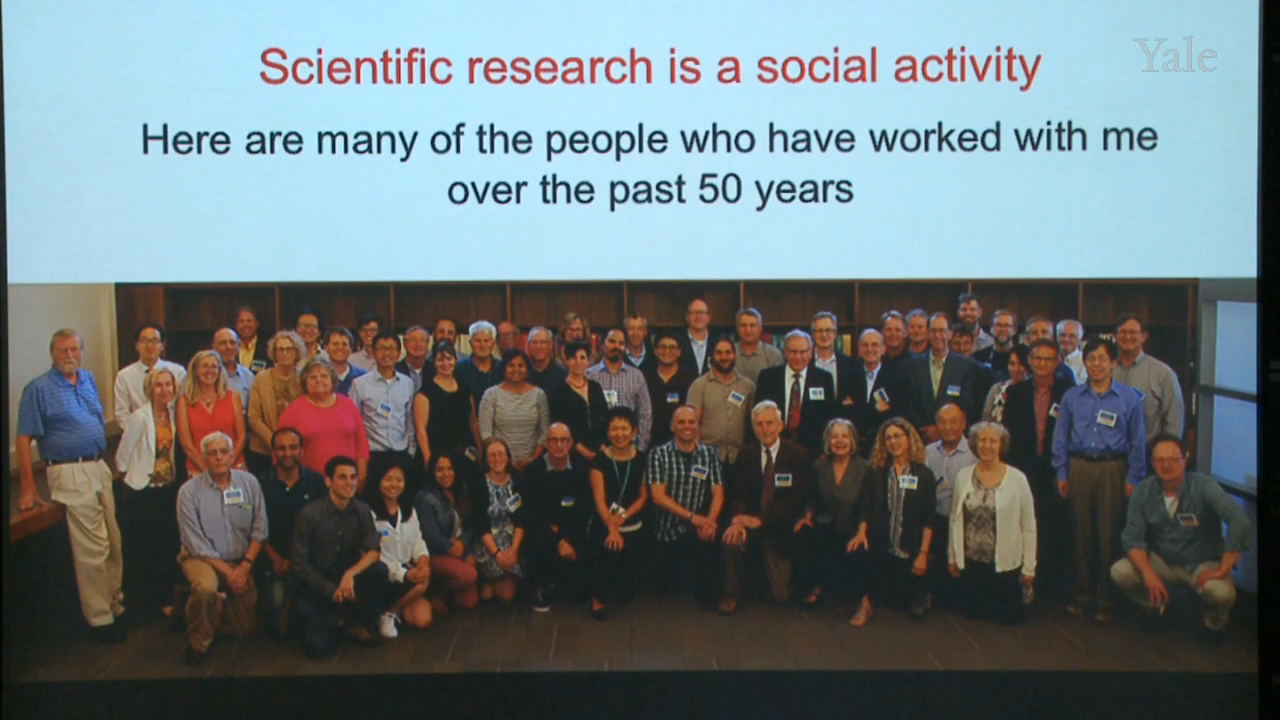 Yale
Scientific research is a social activity
Here are many of the people who have worked with me
over the past 50 years